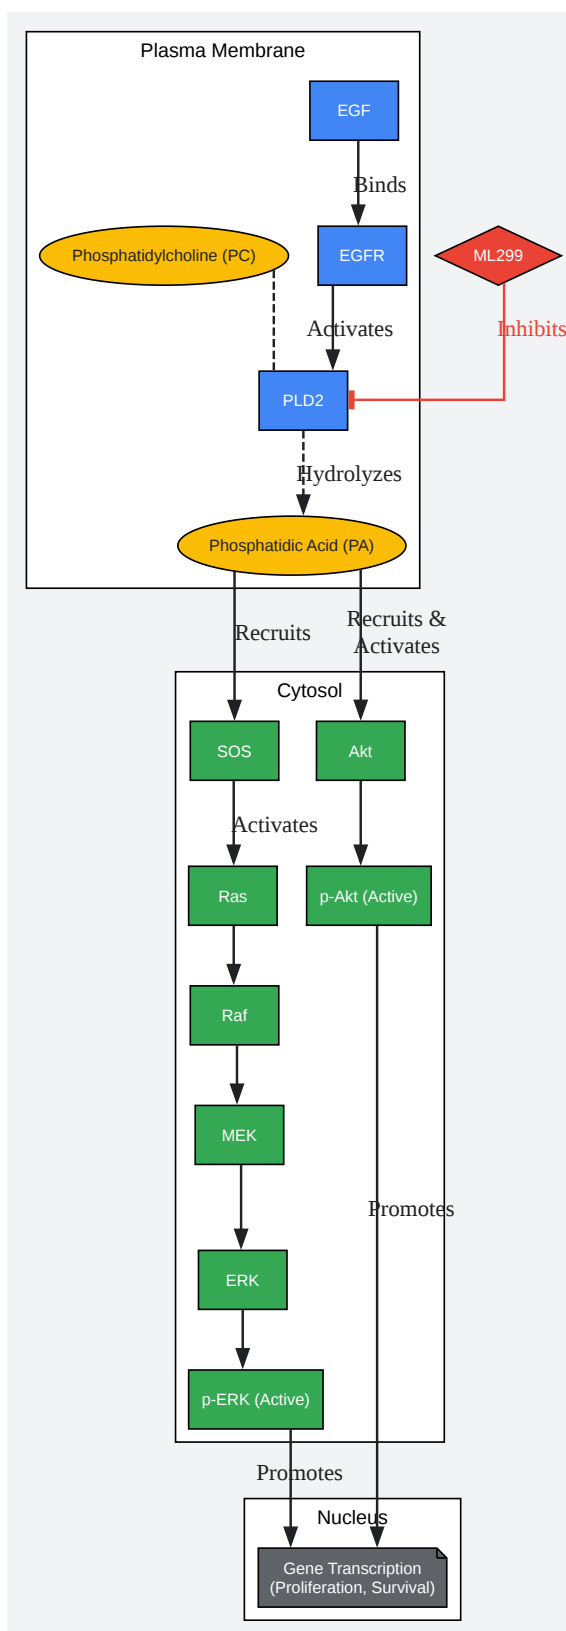 Plasma Membrane
EGF
Binds
Phosphatidylcholine (PC)
EGFR
ML299
Activates
Inhibits
PLD2
Hydrolyzes
Phosphatidic Acid (PA)
Recruits
Recruits &
Activates
Cytosol
SOS
Akt
Activates
Ras
p-Akt (Active)
Raf
MEK
Promotes
ERK
p-ERK (Active)
Promotes
Nucleus
Gene Transcription
(Proliferation, Survival)